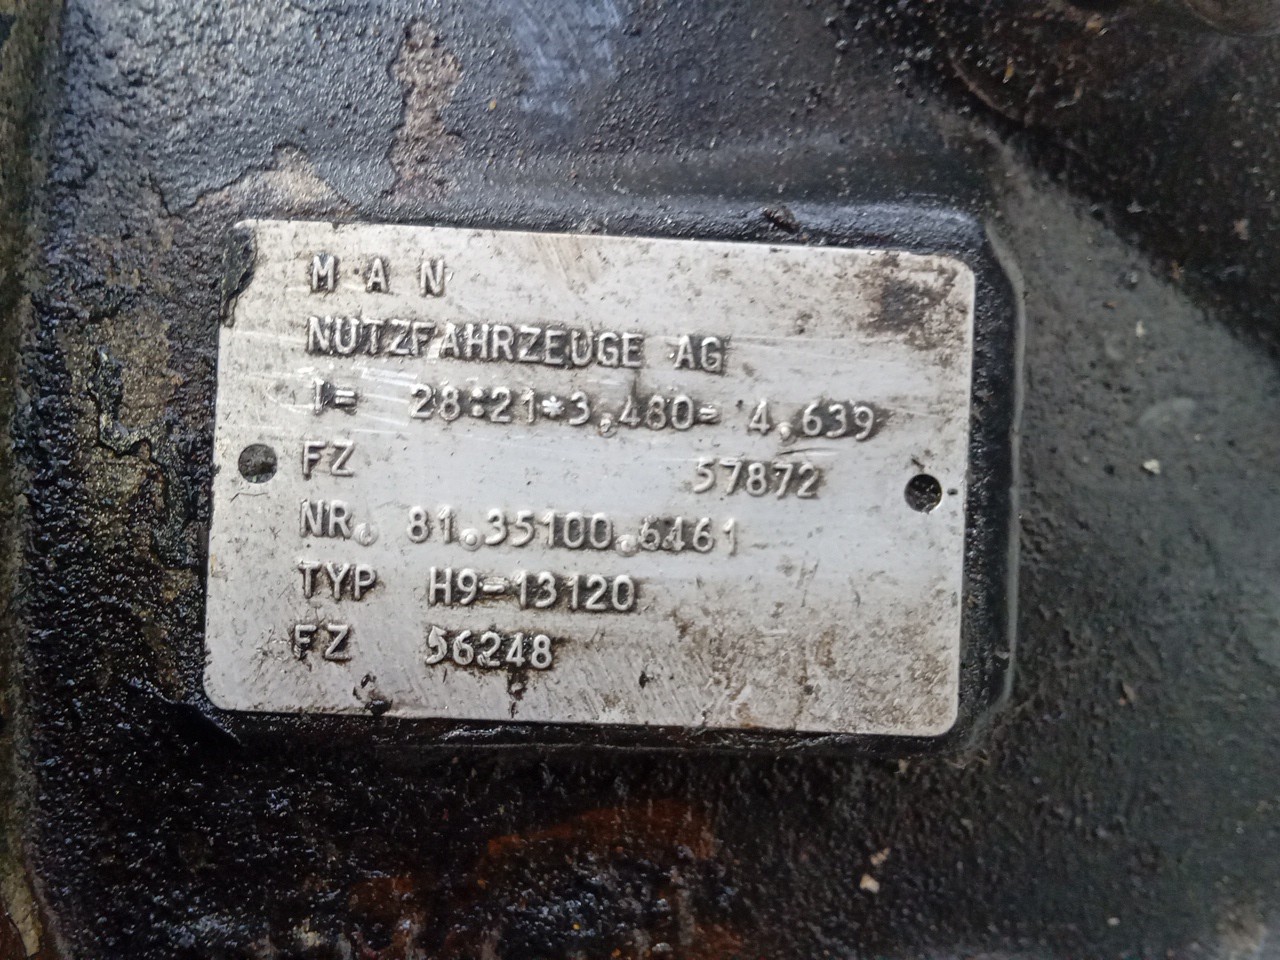 M A N
NUTZFAHRZEUGE AG
I= 28:21*3,480= 4,639
FZ 57872
NR. 81.35100.6461
TYP H9-13120
FZ 56248